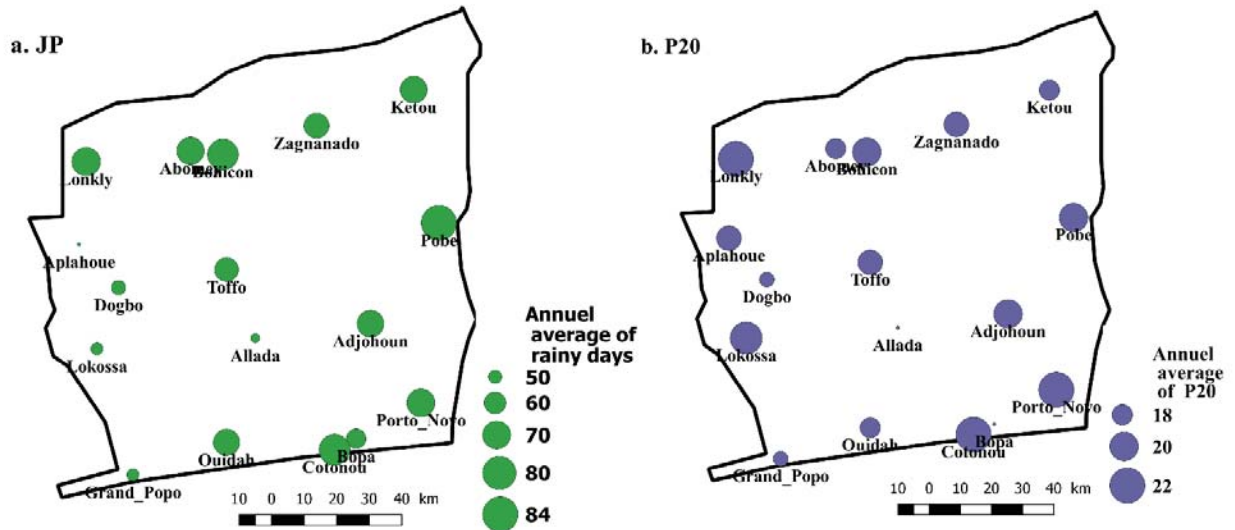 a. JP
Ketou
Zagnanado
Abomey
Bohicon
Lonkly
Pobe
Aplahoue
Toffo
Dogbo
Adjohoun
Allada
Lokossa
Porto_Novo
Ouidah
Bopa
Cotonou
Grand_Popo
10 0 10 20 30 40 km
Annuel
average of
rainy days
50
60
70
80
84
b. P20
Ketou
Zagnanado
Abomey
Bohicon
Lonkly
Pobe
Aplahoue
Toffo
Dogbo
Adjohoun
Allada
Lokossa
Porto_Novo
Ouidah
Bopa
Cotonou
Grand_Popo
10 0 10 20 30 40 km
Annuel
average
of P20
18
20
22